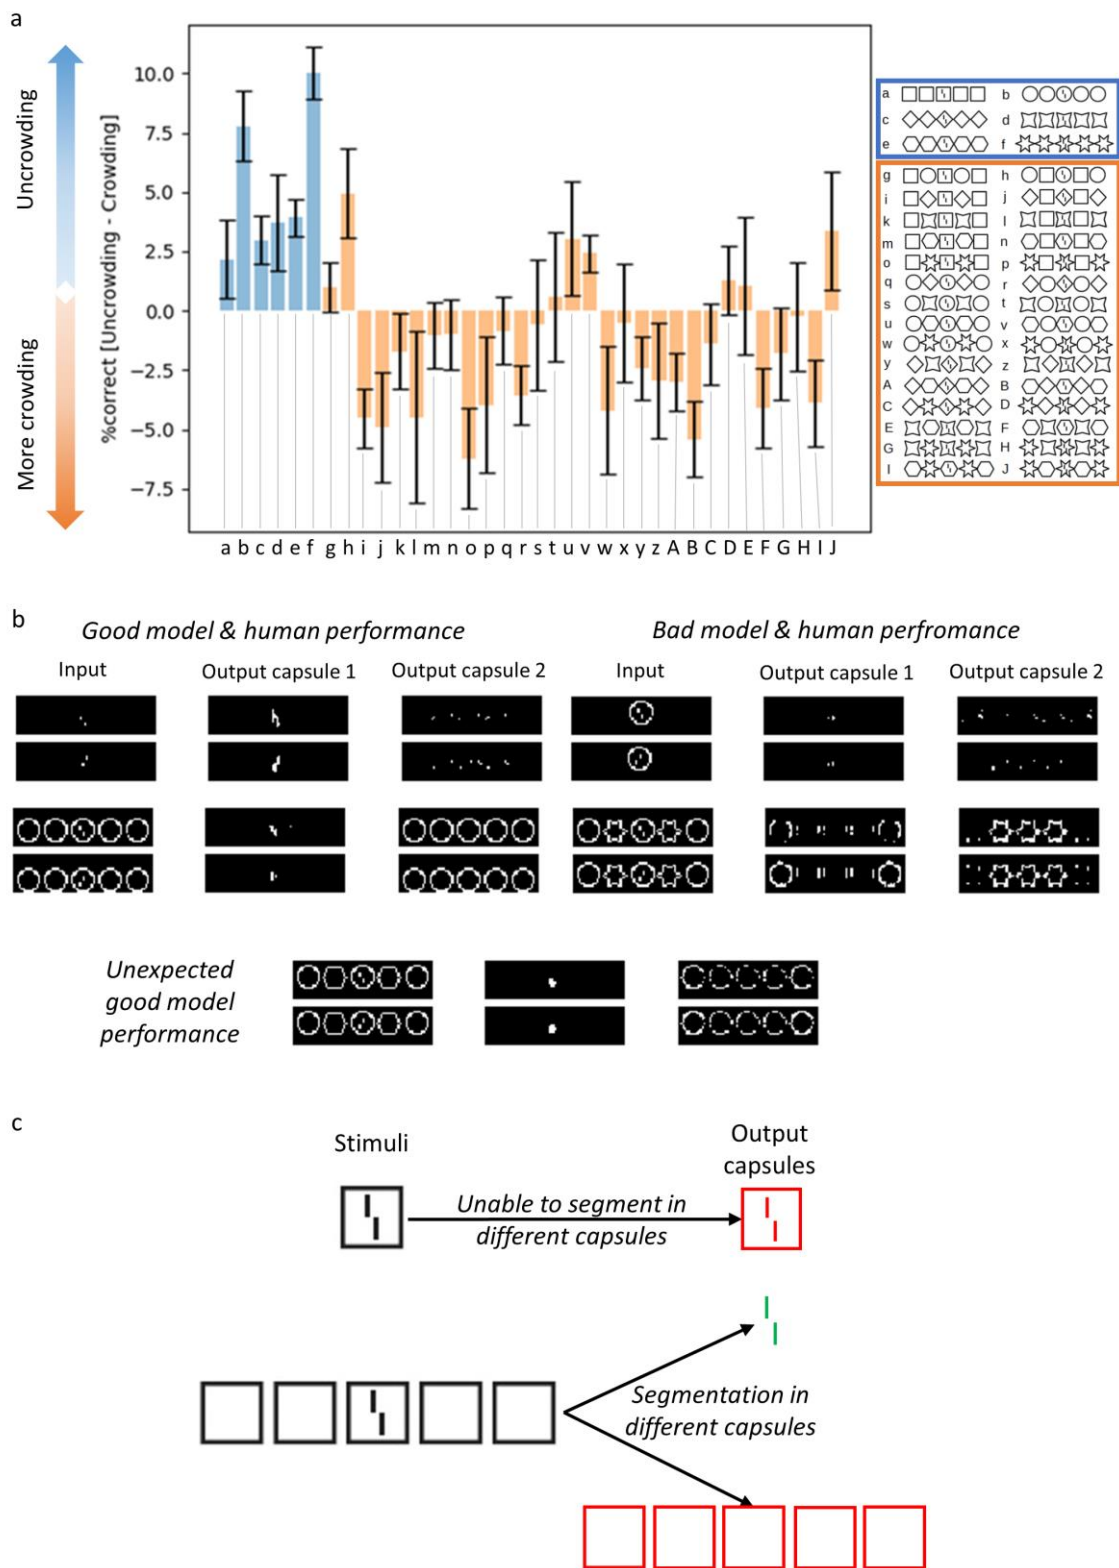 a
Uncrowding
More crowding
%correct [Uncrowding - Crowding]
10.0
7.5
5.0
2.5
0.0
−2.5
−5.0
−7.5
a b c d e f g h i j k l m n o p q r s t u v w x y z A B C D E F G H I J
a b
c d
e f
g h
i j
k l
m n
o p
q r
s t
u v
w x
y z
A B
C D
E F
G H
I J
b
Good model & human performance
Bad model & human perfromance
Input Output capsule 1 Output capsule 2 Input Output capsule 1 Output capsule 2
Unexpected
good model
performance
c
Stimuli
Output
capsules
Unable to segment in
different capsules
Segmentation in
different capsules